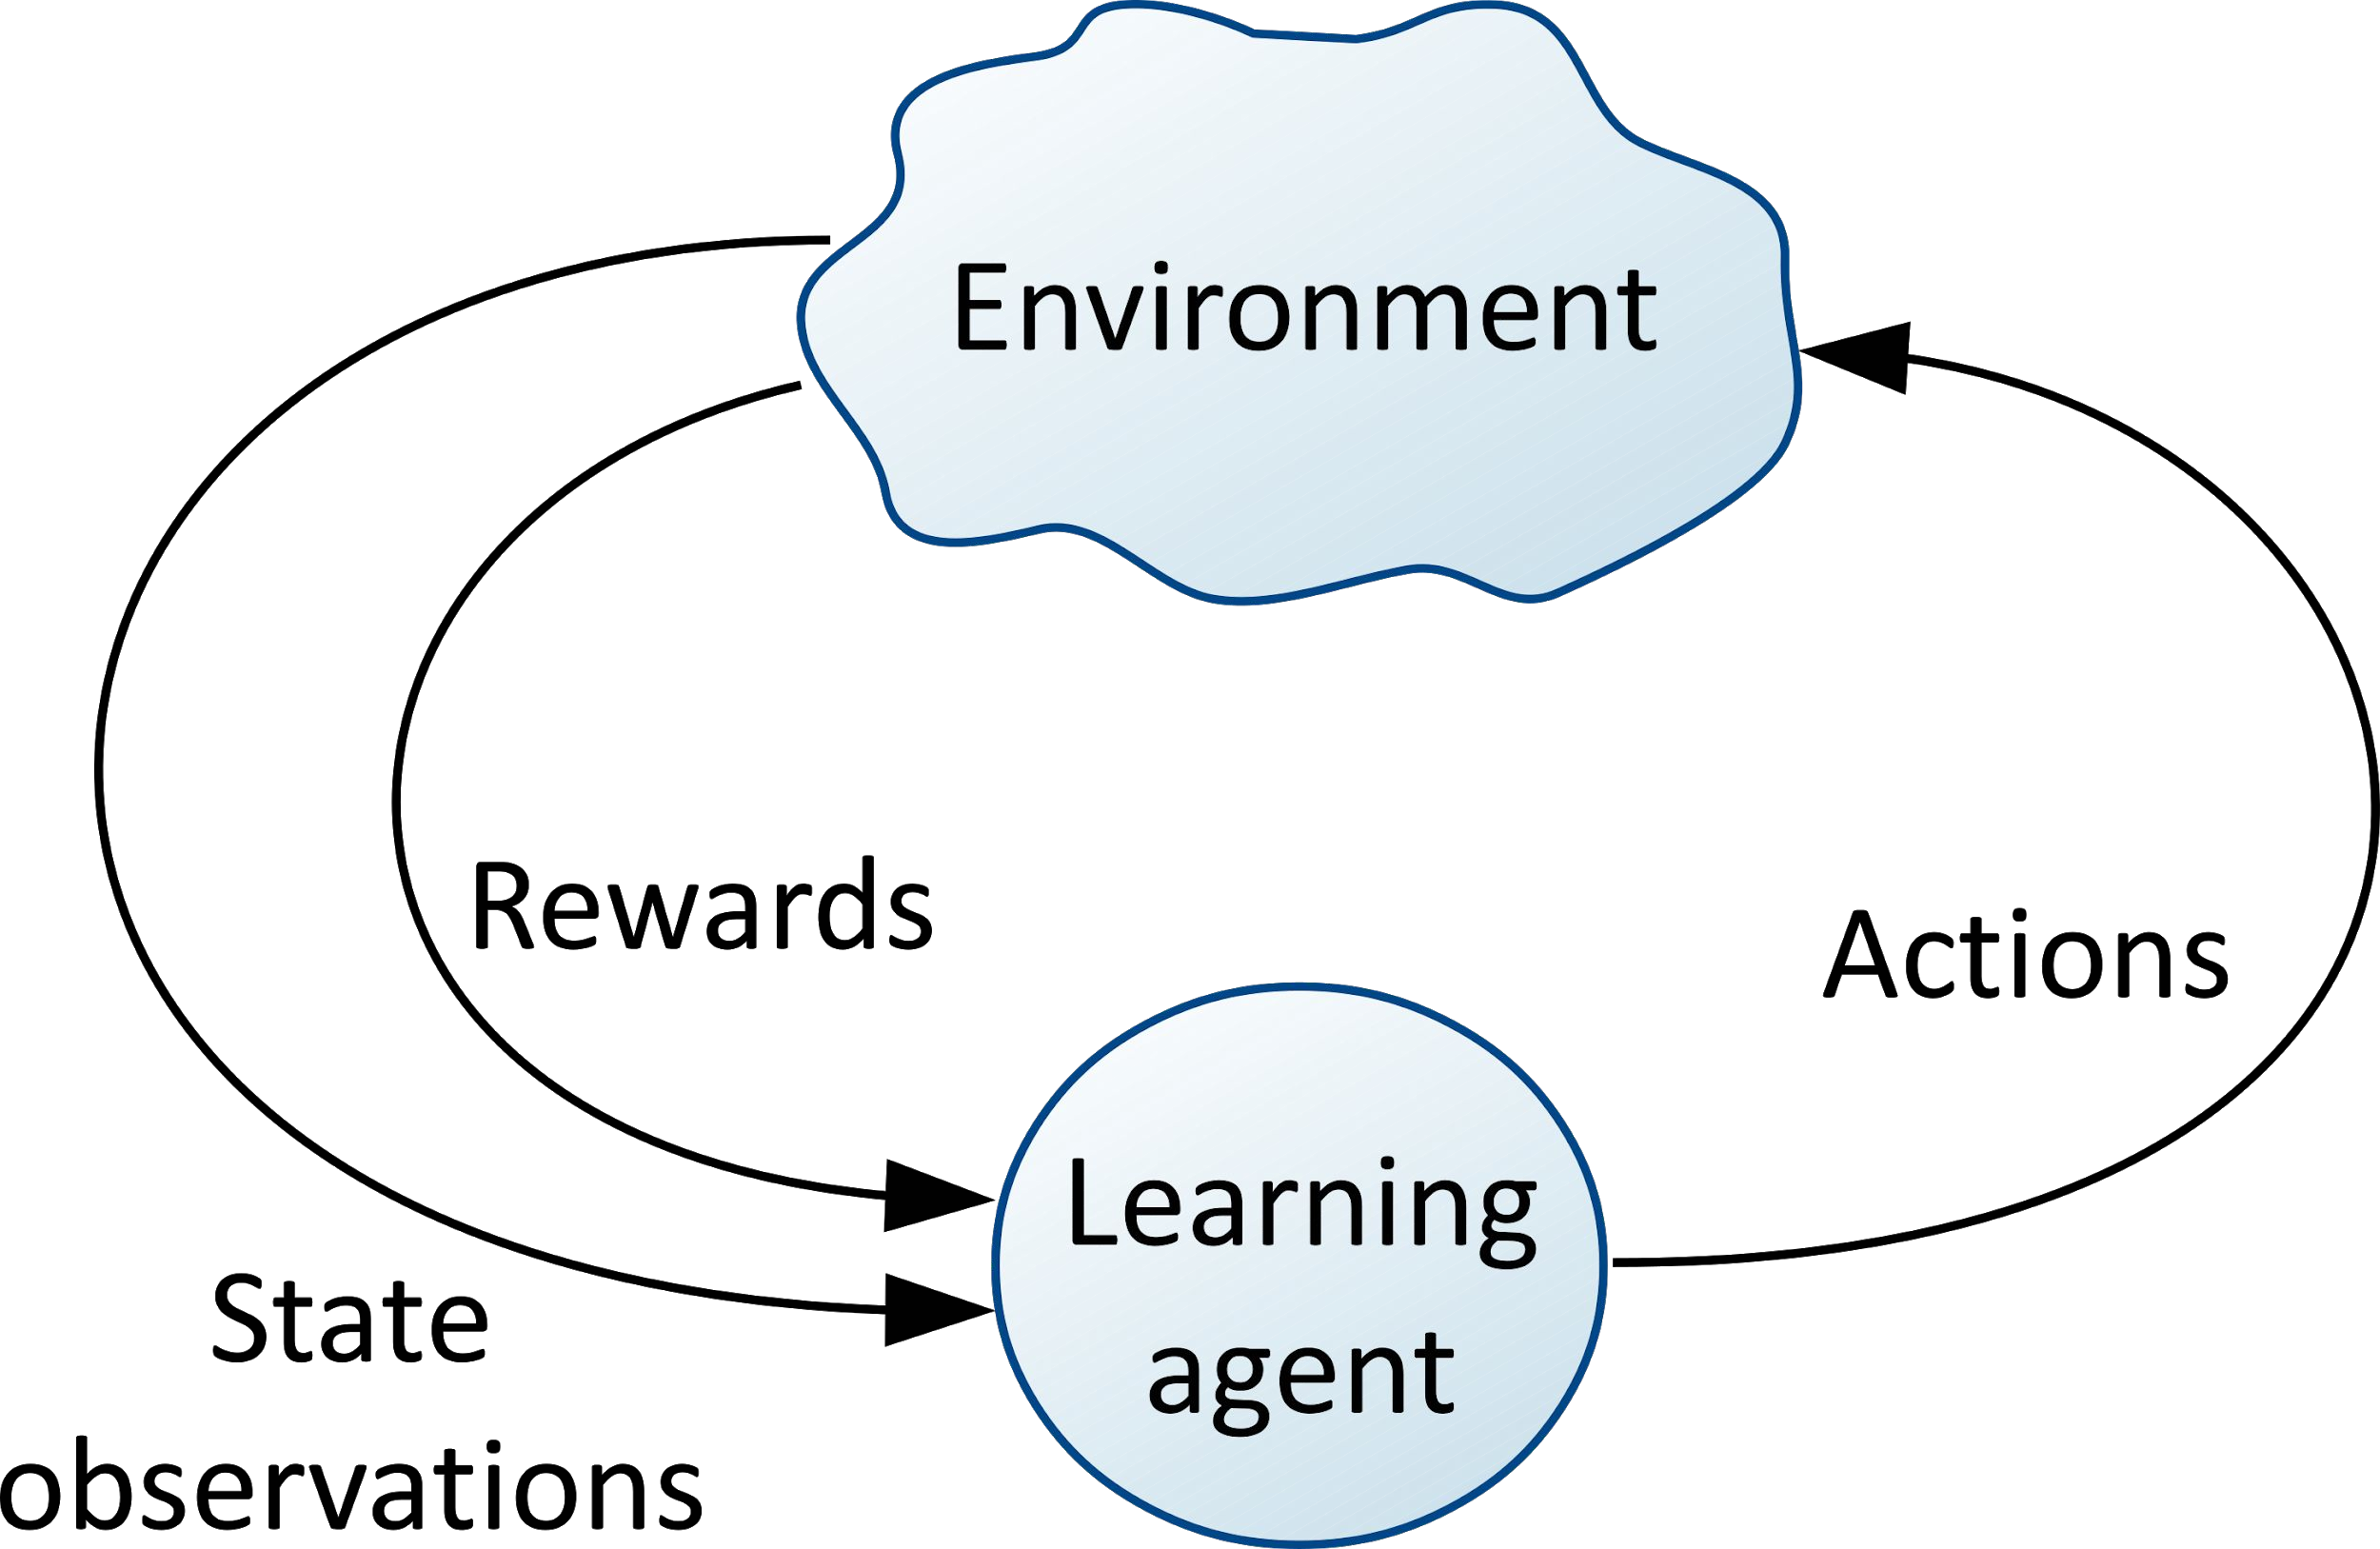 Environment
Rewards
Actions
Learning
agent
State
observations